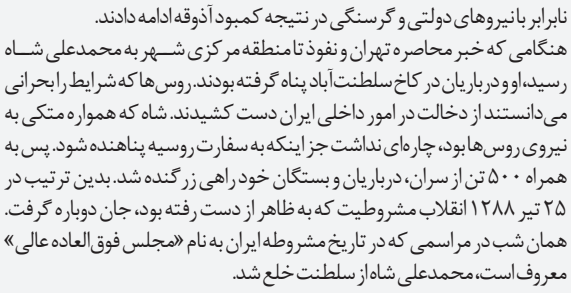 نابرابر با نیروهای دولتی و گرسنگی در نتیجه کمبود آذوقه ادامه دادند.
هنگامی که خبر محاصره تهران و نفوذ تا منطقه مرکزی شهر به محمدعلی شاه
رسید، او و درباریان در کاخ سلطنت‌آباد پناه گرفته بودند. روس‌ها که شرایط را بحرانی
می‌دانستند از دخالت در امور داخلی ایران دست کشیدند. شاه که همواره متکی به
نیروی روس‌ها بود، چاره‌ای نداشت جز اینکه به سفارت روسیه پناهنده شود. پس به
همراه ۵۰۰ تن از سران، درباریان و بستگان خود راهی زرگنده شد. بدین ترتیب در
۲۵ تیر ۱۲۸۸ انقلاب مشروطیت که به ظاهر از دست رفته بود، جان دوباره گرفت.
همان شب در مراسمی که در تاریخ مشروطه ایران به نام «مجلس فوق‌العاده عالی»
معروف است، محمدعلی شاه از سلطنت خلع شد.